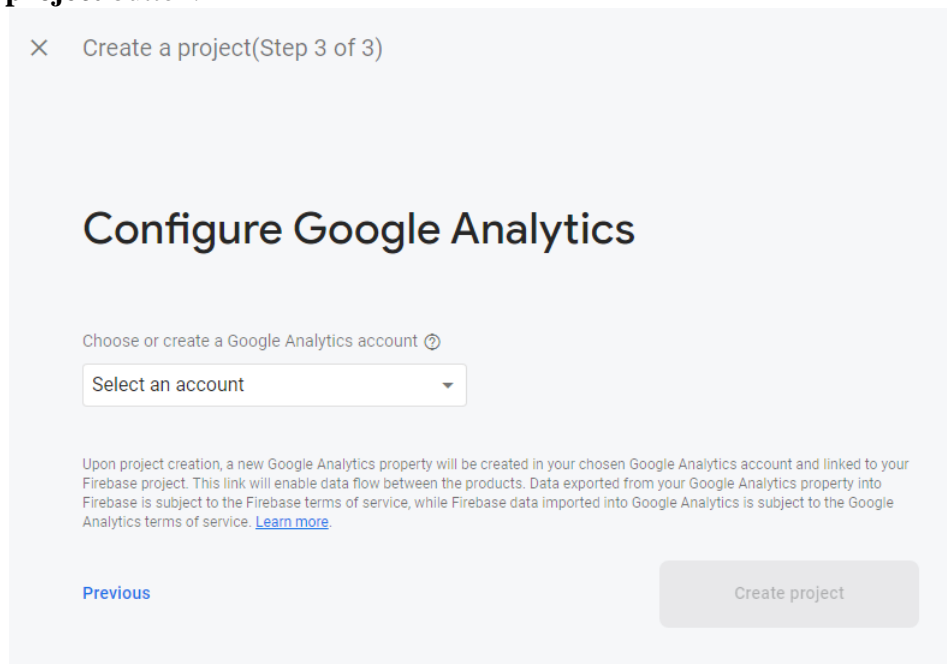 Create a project(Step 3 of 3)
Configure Google Analytics
Choose or create a Google Analytics account
Select an account
Upon project creation, a new Google Analytics property will be created in your chosen Google Analytics account and linked to your
Firebase project. This link will enable data flow between the products. Data exported from your Google Analytics property into
Firebase is subject to the Firebase terms of service, while Firebase data imported into Google Analytics is subject to the Google
Analytics terms of service. Learn more.
Previous
Create project